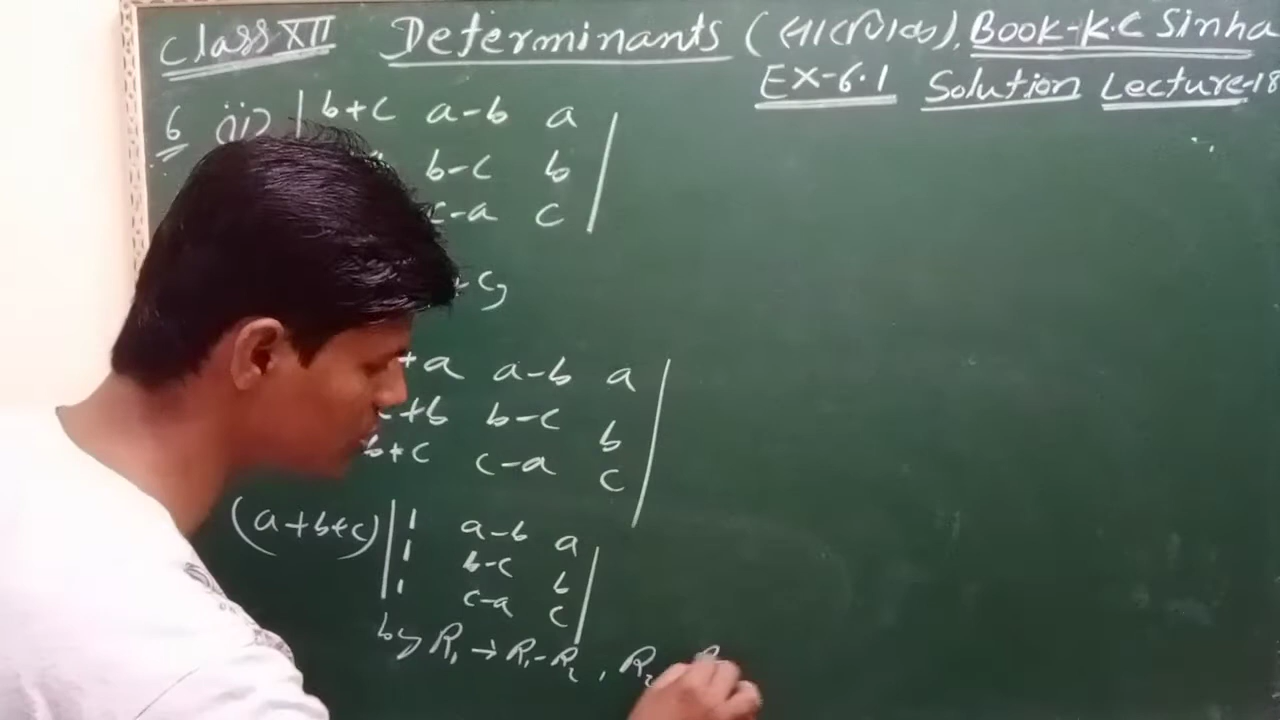 Class XII Determinants ( सारणिक ), Book-K.C Sinha
EX-6.1 Solution Lecture-18
6 (ii) | b+c a-b a |
b-c b
c-a c
+a a-b a
+b b-c b
b+c c-a c
(a+b+c) | 1 a-b a |
1 b-c b
1 c-a c
by R₁ → R₁-R₂ , R₂